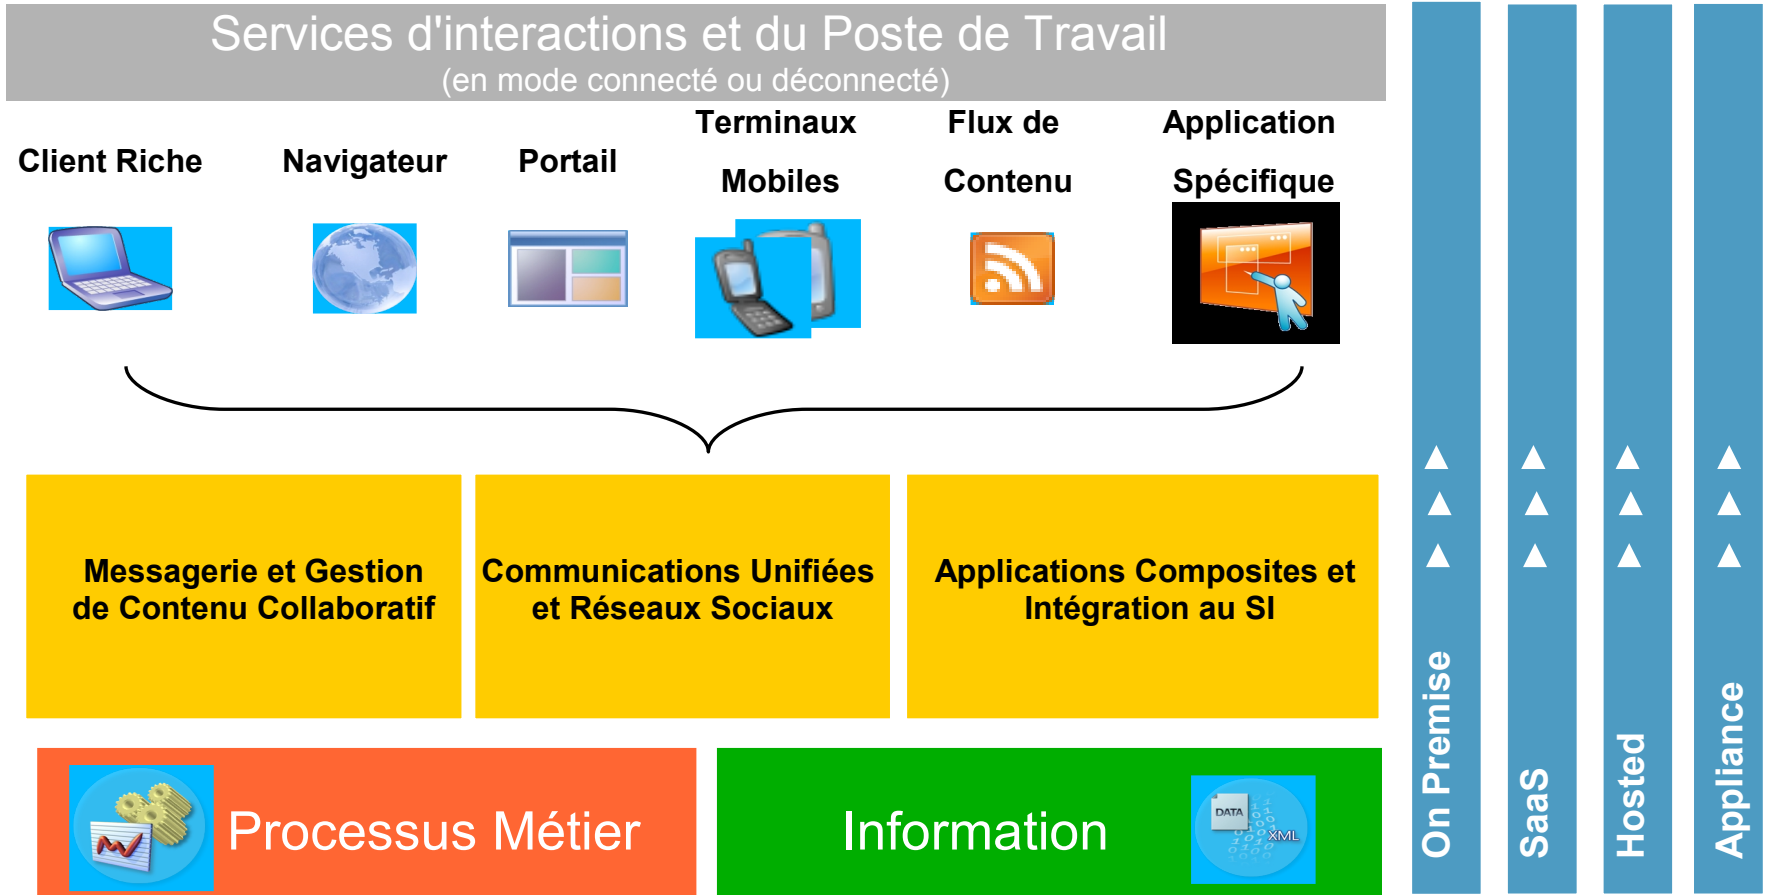 Services d'interactions et du Poste de Travail
(en mode connecté ou déconnecté)
Client Riche
Navigateur
Portail
Terminaux
Mobiles
Flux de
Contenu
Application
Spécifique
Messagerie et Gestion
de Contenu Collaboratif
Communications Unifiées
et Réseaux Sociaux
Applications Composites et
Intégration au SI
Processus Métier
Information
DATA
XML
On Premise
SaaS
Hosted
Appliance